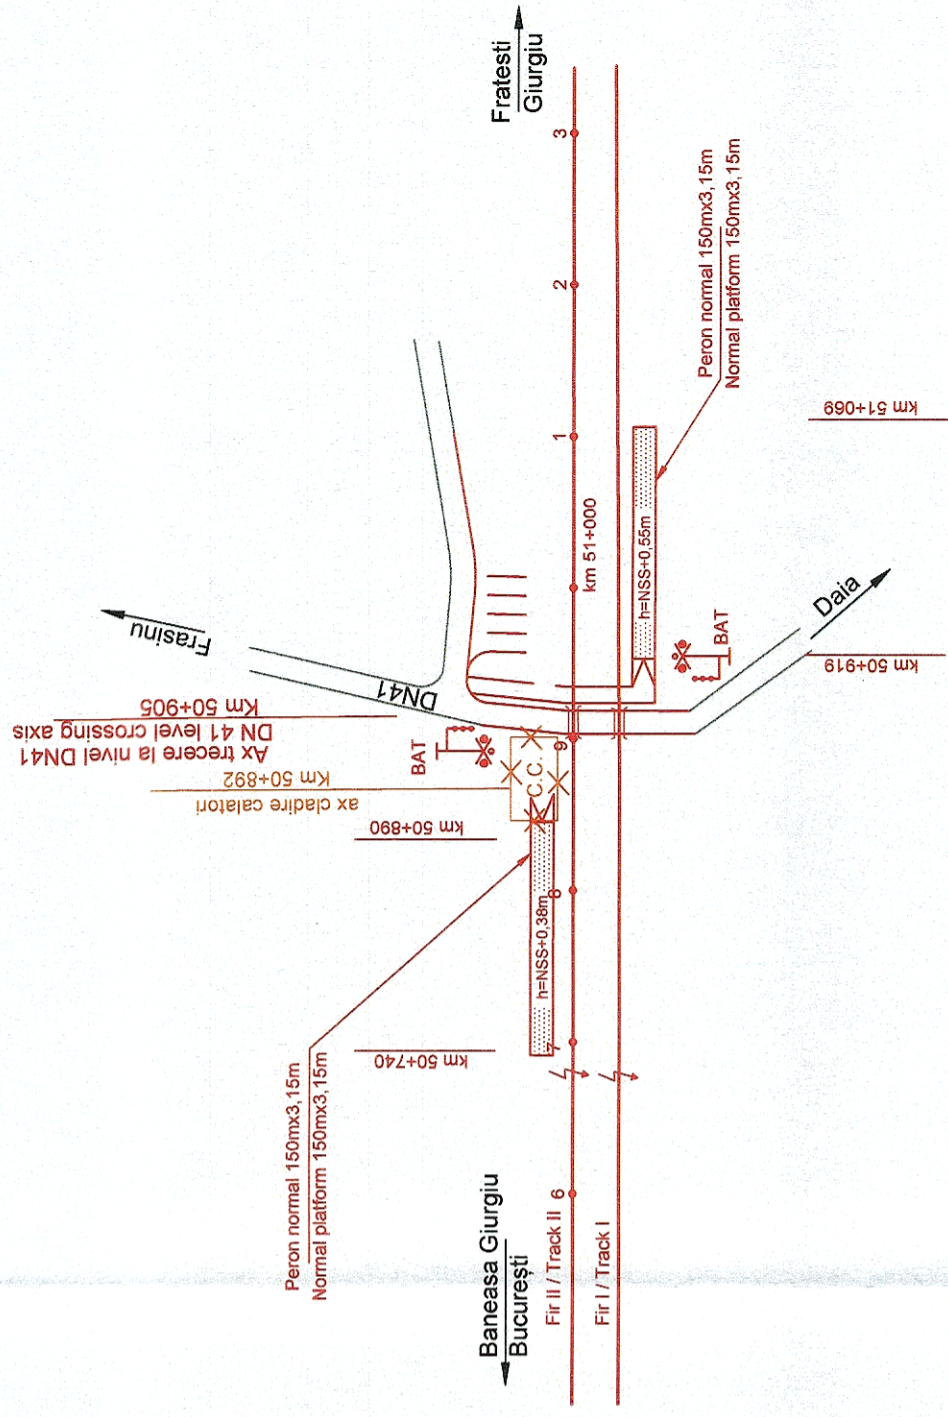 Fratesti
Giurgiu
3
2
1
km 51+000
9
8
7
6
Peron normal 150mx3,15m
Normal platform 150mx3,15m
km 51+069
h=NSS+0,55m
BAT
Daia
km 50+919
Frasinu
DN41
Ax trecere la nivel DN41
DN 41 level crossing axis
Km 50+905
BAT
ax cladire calatori
Km 50+892
C.C.
km 50+890
h=NSS+0,38m
km 50+740
Peron normal 150mx3,15m
Normal platform 150mx3,15m
Baneasa Giurgiu
București
Fir II / Track II
Fir I / Track I